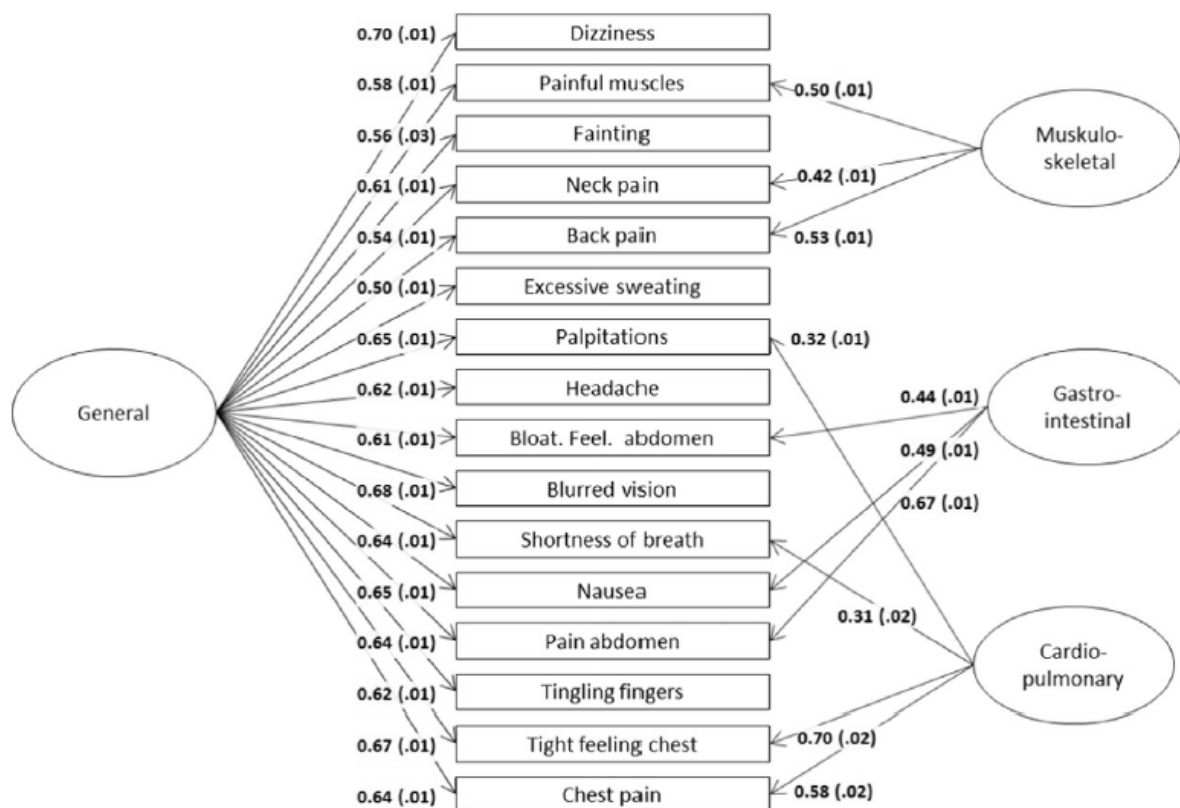 0.70 (.01) Dizziness
0.58 (.01) Painful muscles 0.50 (.01)
0.56 (.03) Fainting
Muskulo-
skeletal
0.61 (.01) Neck pain 0.42 (.01)
0.54 (.01) Back pain 0.53 (.01)
0.50 (.01) Excessive sweating
0.65 (.01) Palpitations 0.32 (.01)
0.62 (.01) Headache
0.44 (.01)
General
Gastro-
intestinal
0.61 (.01) Bloat. Feel. abdomen
0.49 (.01)
0.68 (.01) Blurred vision
0.67 (.01)
0.64 (.01) Shortness of breath
0.65 (.01) Nausea
0.31 (.02)
0.64 (.01) Pain abdomen
Cardio-
pulmonary
0.62 (.01) Tingling fingers
0.67 (.01) Tight feeling chest 0.70 (.02)
0.64 (.01) Chest pain 0.58 (.02)